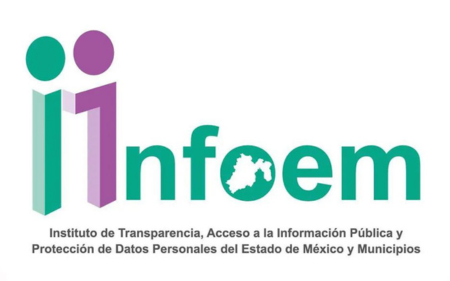 infoem
Instituto de Transparencia, Acceso a la Información Pública y
Protección de Datos Personales del Estado de México y Municipios